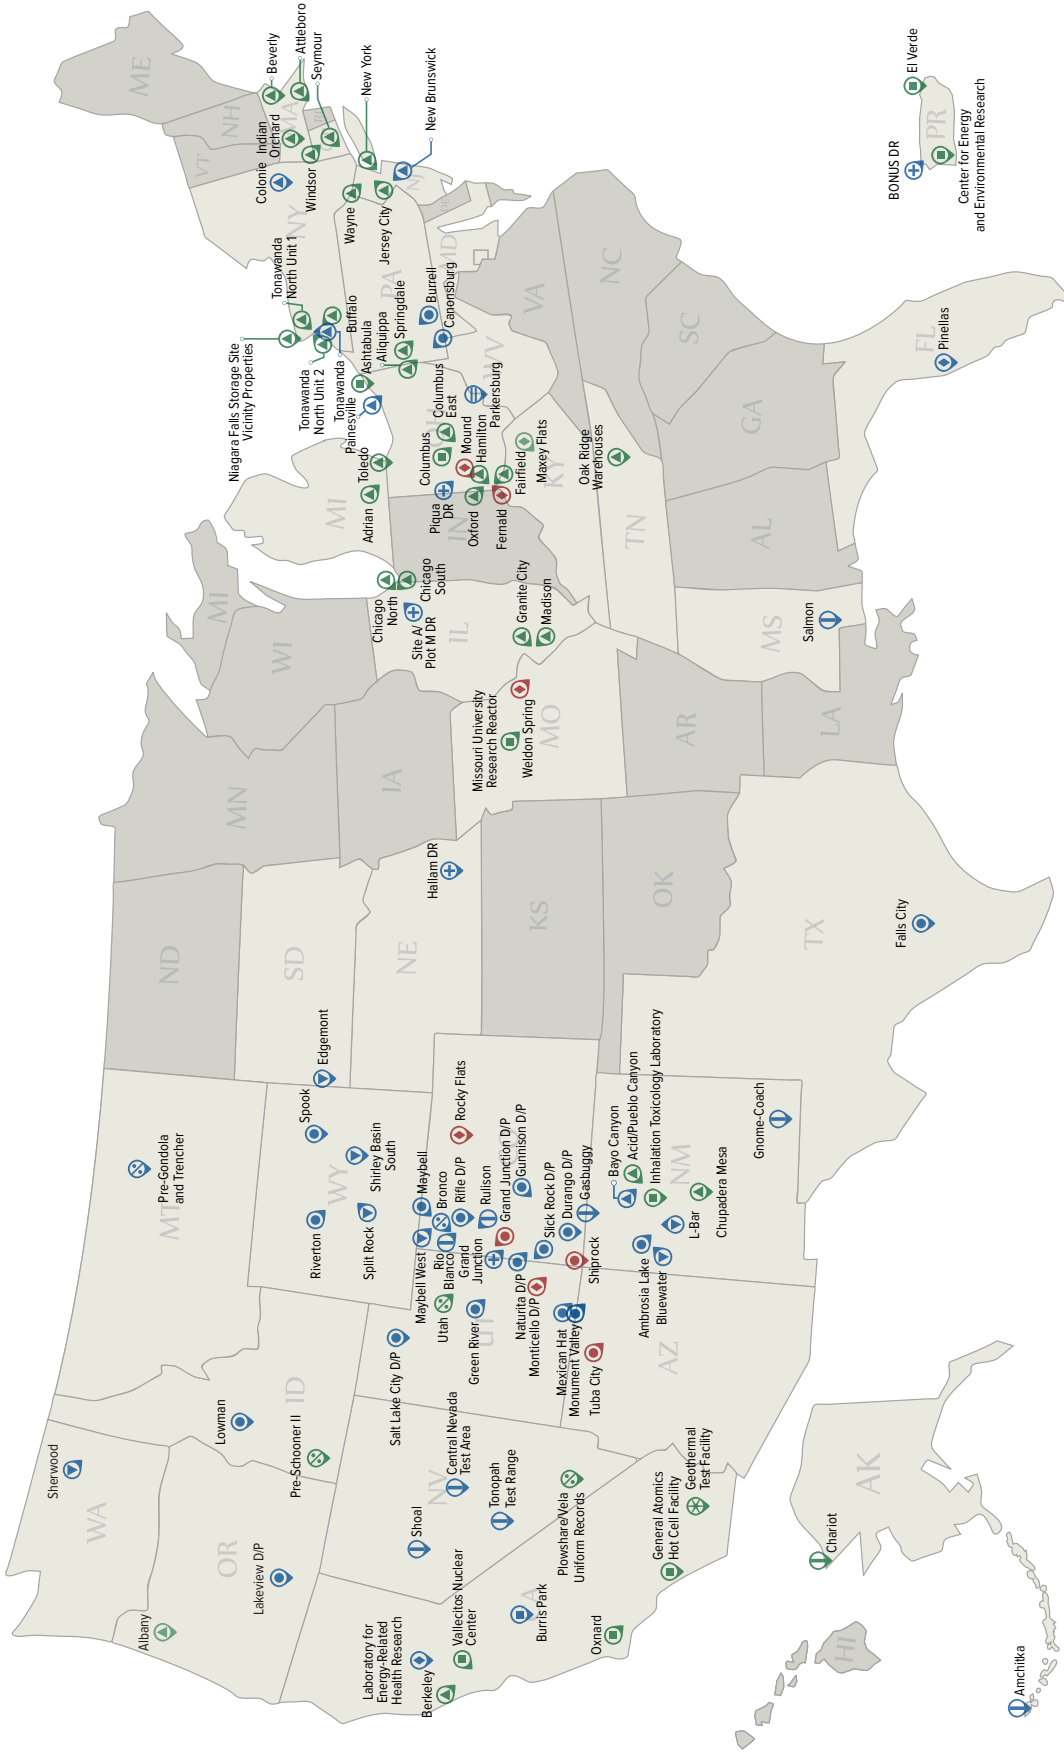 WA
Sherwood
OR
Albany
Lakeview D/P
ID
Lowman
Pre-Schooner II
MT
Pre-Gondola
and Trencher
WY
Spook
Riverton
Split Rock
Shirley Basin
South
ND
SD
Edgemont
NE
Hallam DR
KS
OK
TX
Falls City
MN
IA
WI
MI
MI
Adrian
Toledo
NV
Shoal
Central Nevada
Test Area
Tonopah
Test Range
Laboratory for
Energy-Related
Health Research
Berkeley
Vallecitos Nuclear
Center
Burris Park
Plowshare/Vela
Uniform Records
General Atomics
Hot Cell Facility
Geothermal
Test Facility
Oxnard
UT
Salt Lake City D/P
Green River
Utah
Monticello D/P
Mexican Hat
AZ
Monument Valley
Tuba City
CO
Maybell West
Maybell
Rio
Blanco
Bronco
Rifle D/P
Rulison
Grand
Junction
Grand Junction D/P
Gunnison D/P
Rocky Flats
Naturita D/P
Slick Rock D/P
Durango D/P
NM
Gasbuggy
Shiprock
Bayo Canyon
Acid/Pueblo Canyon
Inhalation Toxicology Laboratory
Ambrosia Lake
Bluewater
L-Bar
Chupadera Mesa
Gnome-Coach
MO
Missouri University
Research Reactor
Weldon Spring
AR
LA
IL
Chicago
North
Chicago
South
Site A/
Plot M DR
Granite City
Madison
IN
OH
Painesville
Ashtabula
Columbus
Columbus
East
Piqua
DR
Mound
Hamilton
Oxford
Fairfield
Fernald
KY
Maxey Flats
TN
Oak Ridge
Warehouses
MS
Salmon
AL
GA
FL
Pinellas
SC
NC
VA
WV
Parkersburg
MD
DE
PA
Aliquippa
Springdale
Burrell
Canonsburg
NY
Niagara Falls Storage Site
Vicinity Properties
Tonawanda
North Unit 1
Tonawanda
North Unit 2
Tonawanda
Buffalo
Colonie
New York
NJ
Wayne
Jersey City
New Brunswick
VT
NH
ME
MA
Beverly
Attleboro
Indian
Orchard
RI
Seymour
Windsor
PR
BONUS DR
El Verde
Center for Energy
and Environmental Research
AK
Chariot
Amchitka
HI